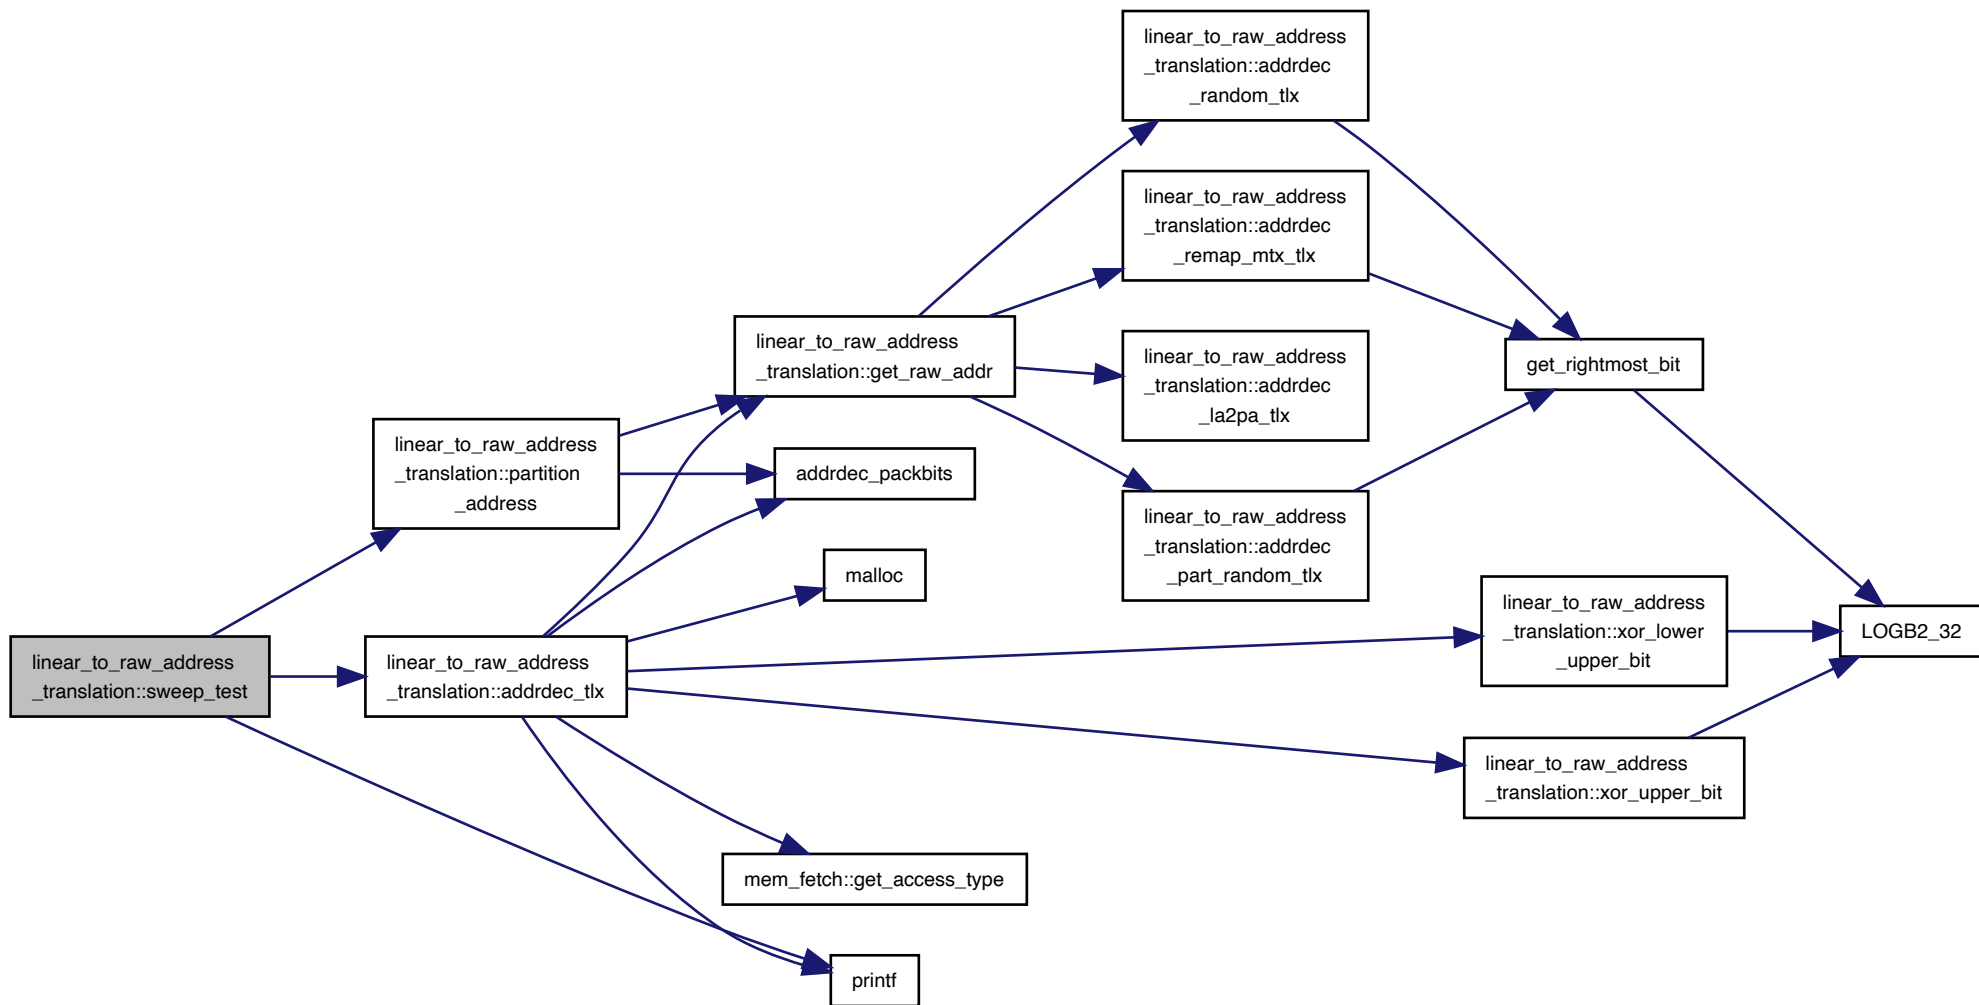 linear_to_raw_address
_translation::addrdec
_random_tlx
linear_to_raw_address
_translation::addrdec
_remap_mtx_tlx
linear_to_raw_address
_translation::get_raw_addr
linear_to_raw_address
_translation::addrdec
_la2pa_tlx
get_rightmost_bit
linear_to_raw_address
_translation::partition
_address
addrdec_packbits
linear_to_raw_address
_translation::addrdec
_part_random_tlx
malloc
linear_to_raw_address
_translation::sweep_test
linear_to_raw_address
_translation::addrdec_tlx
linear_to_raw_address
_translation::xor_lower
_upper_bit
LOGB2_32
linear_to_raw_address
_translation::xor_upper_bit
mem_fetch::get_access_type
printf